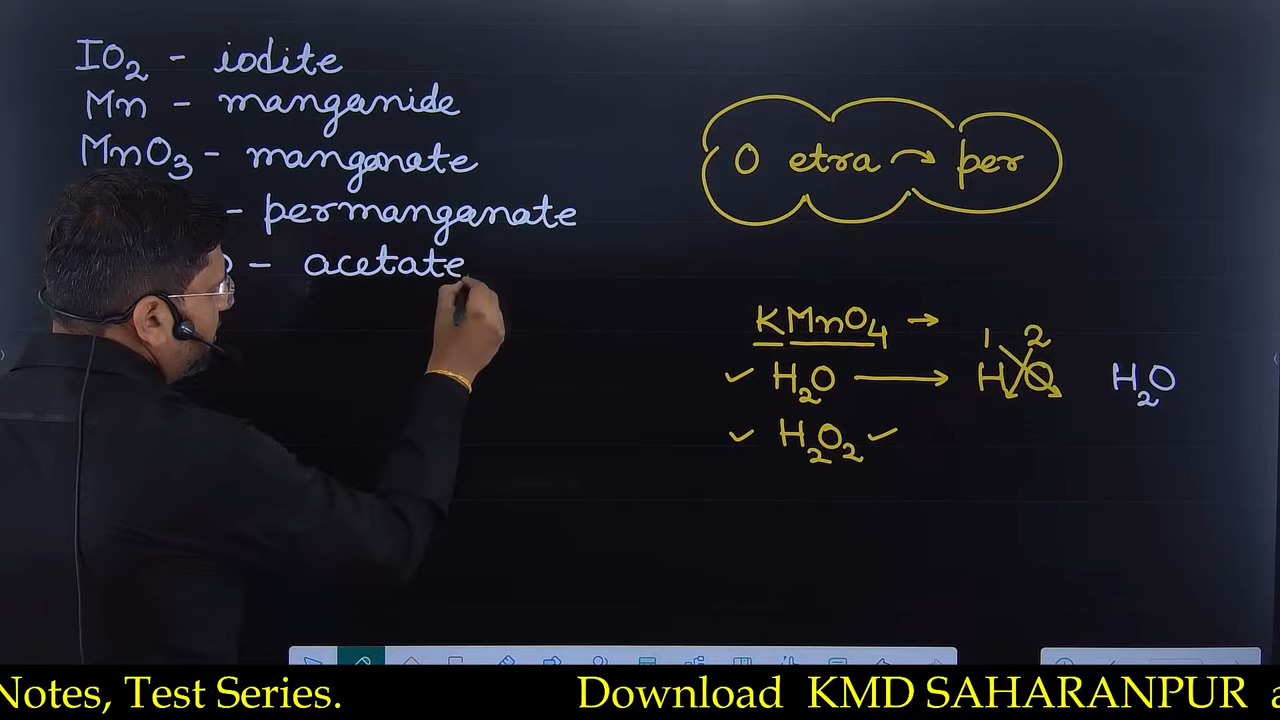 IO2 - iodite
Mn - manganide
MnO3 - manganate
- permanganate
- acetate
O etra → per
KMnO4 →
1 2
✓ H2O → HO H2O
✓ H2O2 ✓
Notes, Test Series. Download KMD SAHARANPUR a